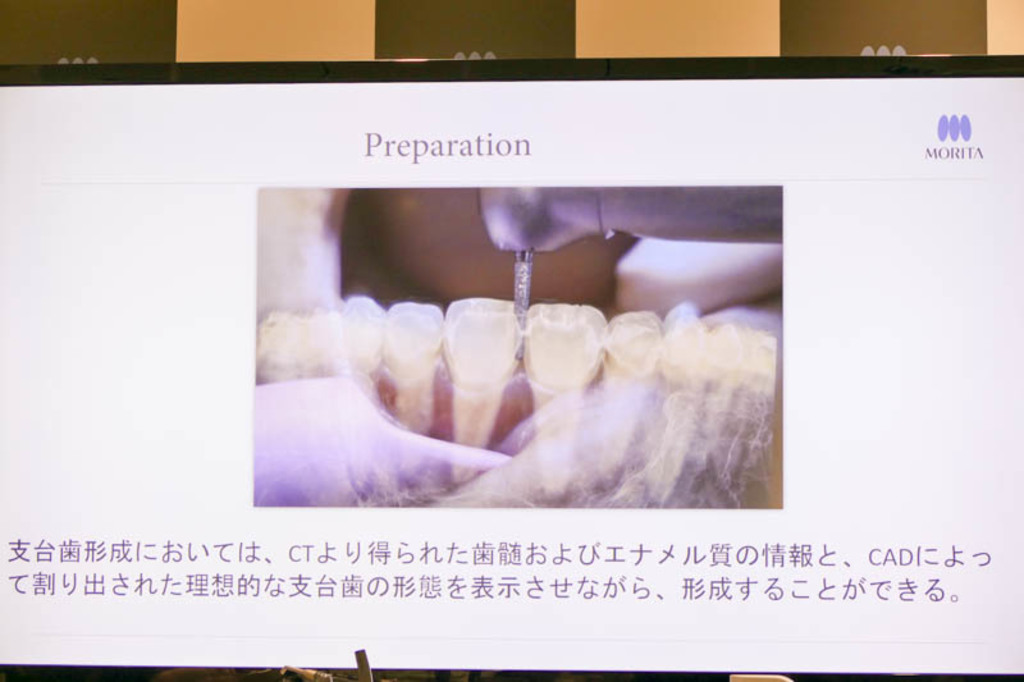 Preparation
MORITA
支台歯形成においては、CTより得られた歯髄およびエナメル質の情報と、CADによっ
て割り出された理想的な支台歯の形態を表示させながら、形成することができる。